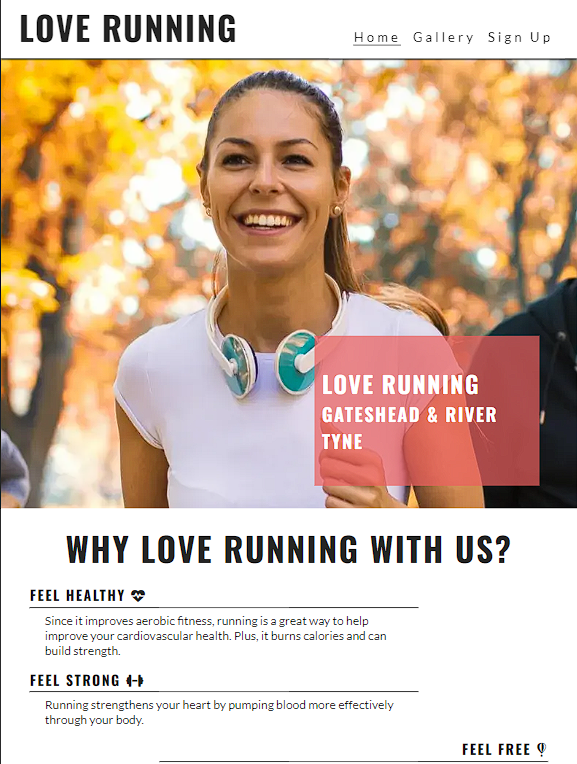 LOVE RUNNING
Home Gallery Sign Up
LOVE RUNNING
GATESHEAD & RIVER
TYNE
WHY LOVE RUNNING WITH US?
FEEL HEALTHY
Since it improves aerobic fitness, running is a great way to help
improve your cardiovascular health. Plus, it burns calories and can
build strength.
FEEL STRONG
Running strengthens your heart by pumping blood more effectively
through your body.
FEEL FREE